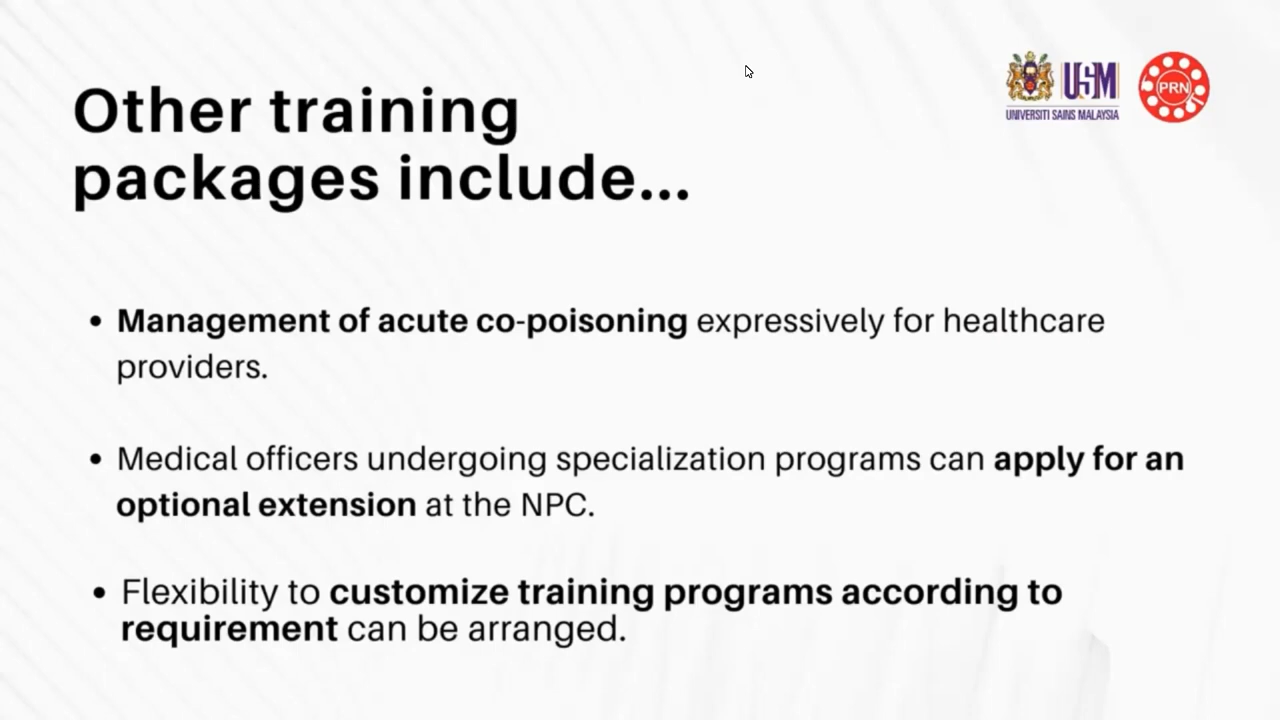 Other training
packages include...
USM
UNIVERSITI SAINS MALAYSIA
PRN
• Management of acute co-poisoning expressively for healthcare
providers.
• Medical officers undergoing specialization programs can apply for an
optional extension at the NPC.
• Flexibility to customize training programs according to
requirement can be arranged.